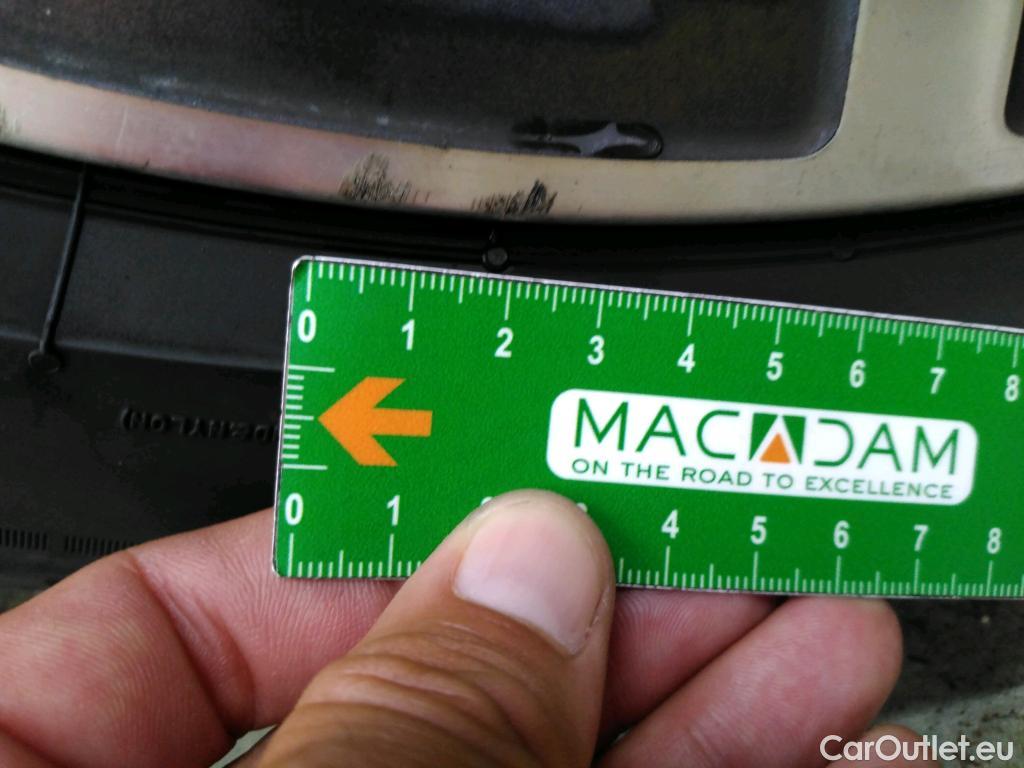 0 1 2 3 4 5 6 7 8
MACADAM
ON THE ROAD TO EXCELLENCE
0 1 4 5 6 7 8
NYLON)
CarOutlet.eu